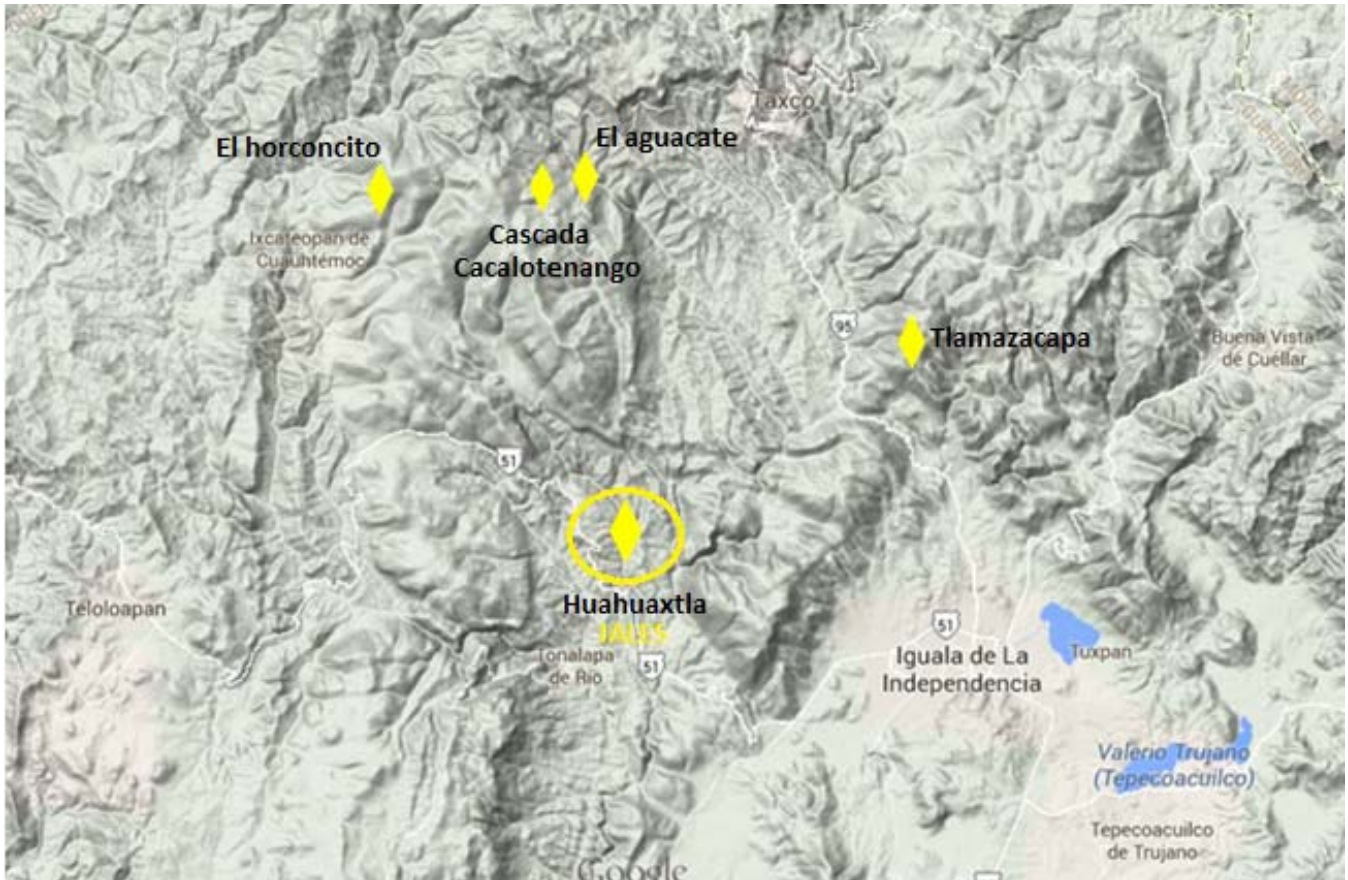 Taxco
El aguacate
El horconcito
Ixcateopan de
Cuauhtémoc
Cascada
Cacalotenango
95
Tlamazacapa
Buena Vista
de Cuéllar
51
Huahuaxtla
JALES
Teloloapan
Tonalapa
de Río
51
51
Iguala de La
Independencia
Tuxpan
Valerio Trujano
(Tepecoacuilco)
Tepecoacuilco
de Trujano
Google